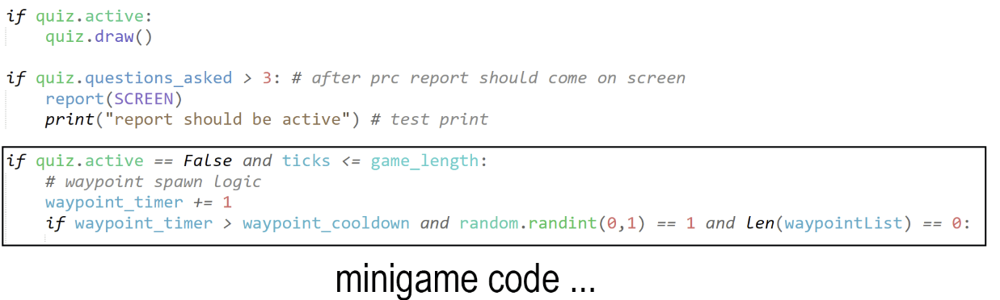 if quiz.active:
    quiz.draw()
if quiz.questions_asked > 3: # after prc report should come on screen
    report(SCREEN)
    print("report should be active") # test print
if quiz.active == False and ticks <= game_length:
    # waypoint spawn logic
    waypoint_timer += 1
    if waypoint_timer > waypoint_cooldown and random.randint(0,1) == 1 and len(waypointList) == 0:
minigame code ...